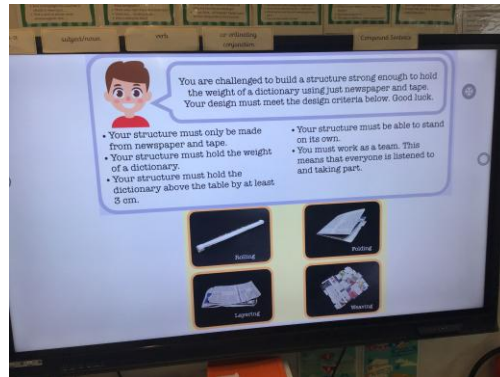 subject/noun
verb
co-ordinating
conjunction
Compound Sentence
You are challenged to build a structure strong enough to hold
the weight of a dictionary using just newspaper and tape.
Your design must meet the design criteria below. Good luck.
• Your structure must only be made
from newspaper and tape.
• Your structure must hold the weight
of a dictionary.
• Your structure must hold the
dictionary above the table by at least
3 cm.
• Your structure must be able to stand
on its own.
• You must work as a team. This
means that everyone is listened to
and taking part.
Rolling
Folding
Layering
Weaving